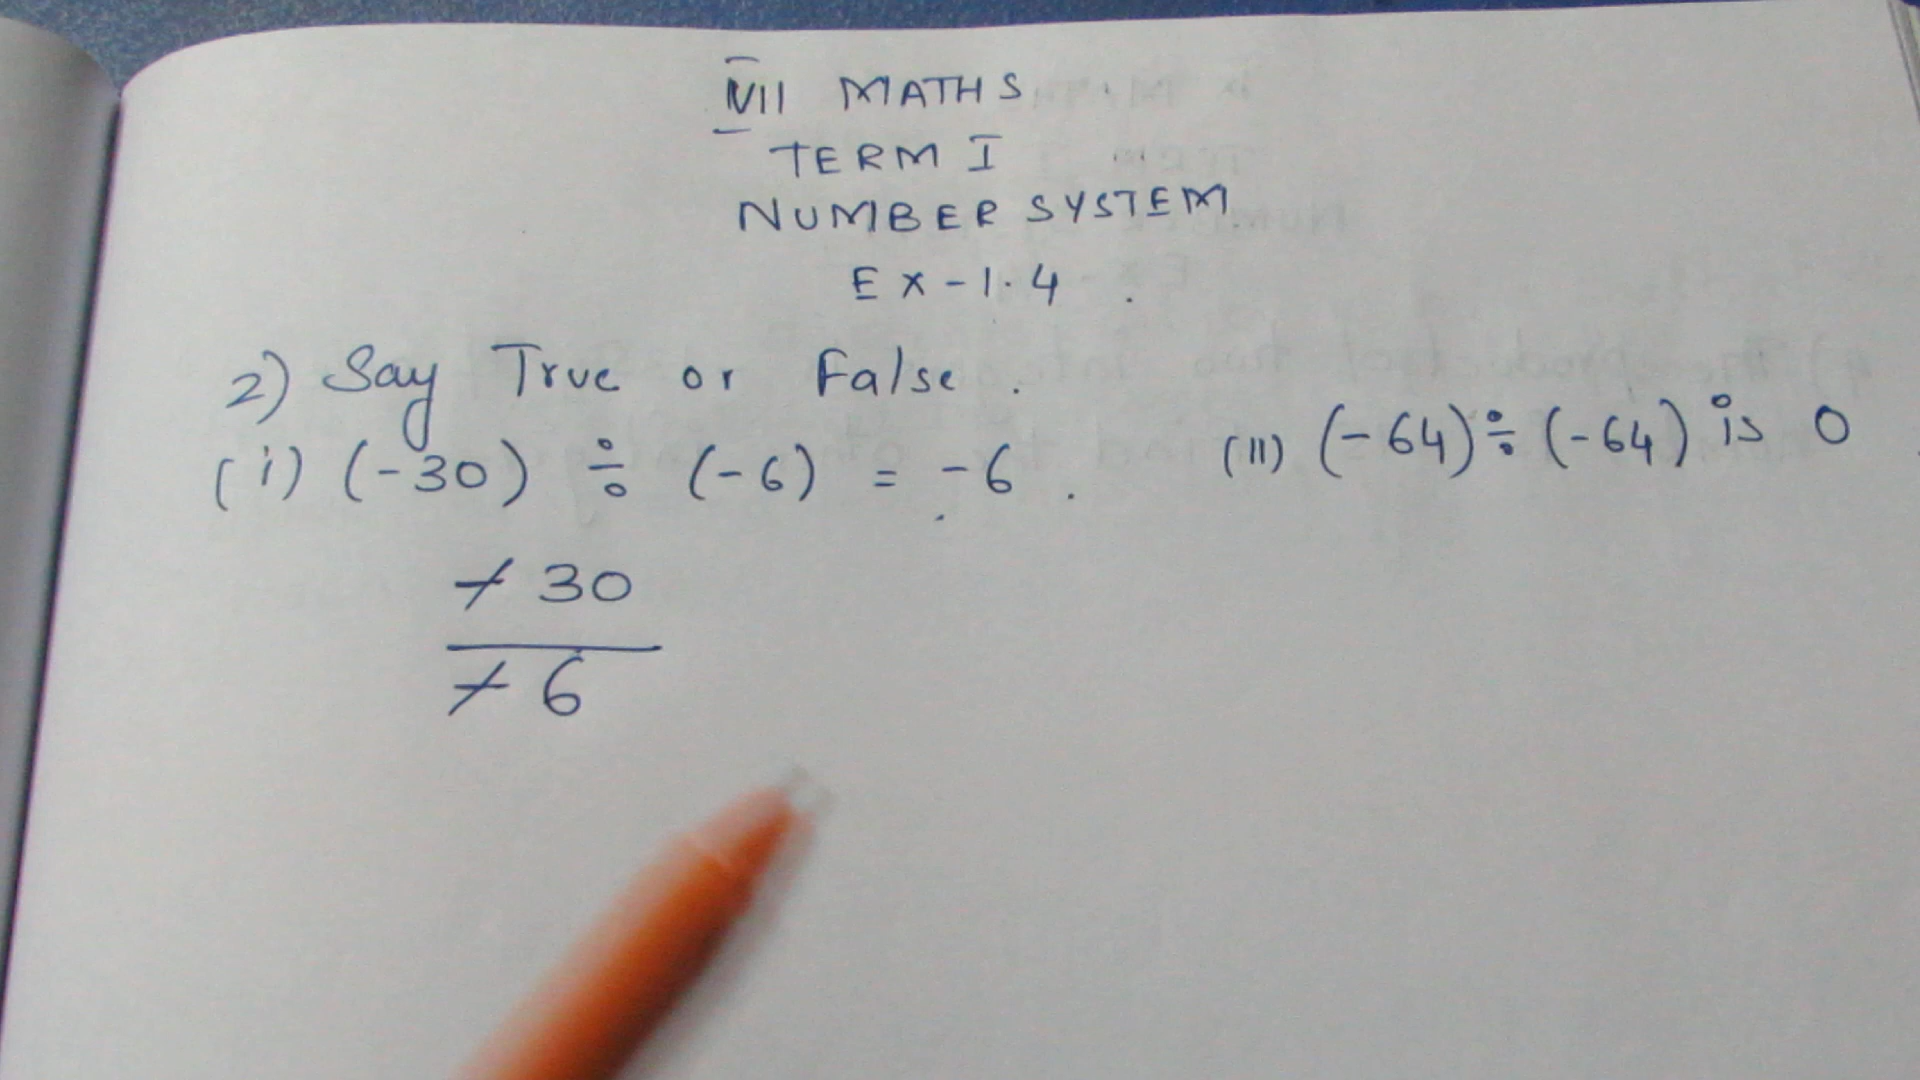 VII MATHS
TERM I
NUMBER SYSTEM
EX-1.4 .
2) Say True or False.
(i) (-30) ÷ (-6) = -6 .
(II) (-64) ÷ (-64) is 0
-30
-6